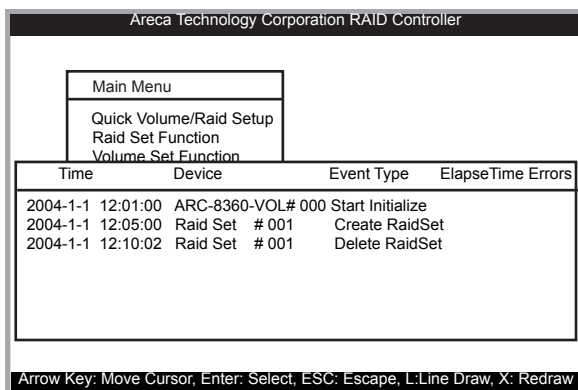 Areca Technology Corporation RAID Controller
Main Menu
Quick Volume/Raid Setup
Raid Set Function
Volume Set Function
Time Device Event Type ElapseTime Errors
2004-1-1 12:01:00 ARC-8360-VOL# 000 Start Initialize
2004-1-1 12:05:00 Raid Set # 001 Create RaidSet
2004-1-1 12:10:02 Raid Set # 001 Delete RaidSet
Arrow Key: Move Cursor, Enter: Select, ESC: Escape, L:Line Draw, X: Redraw